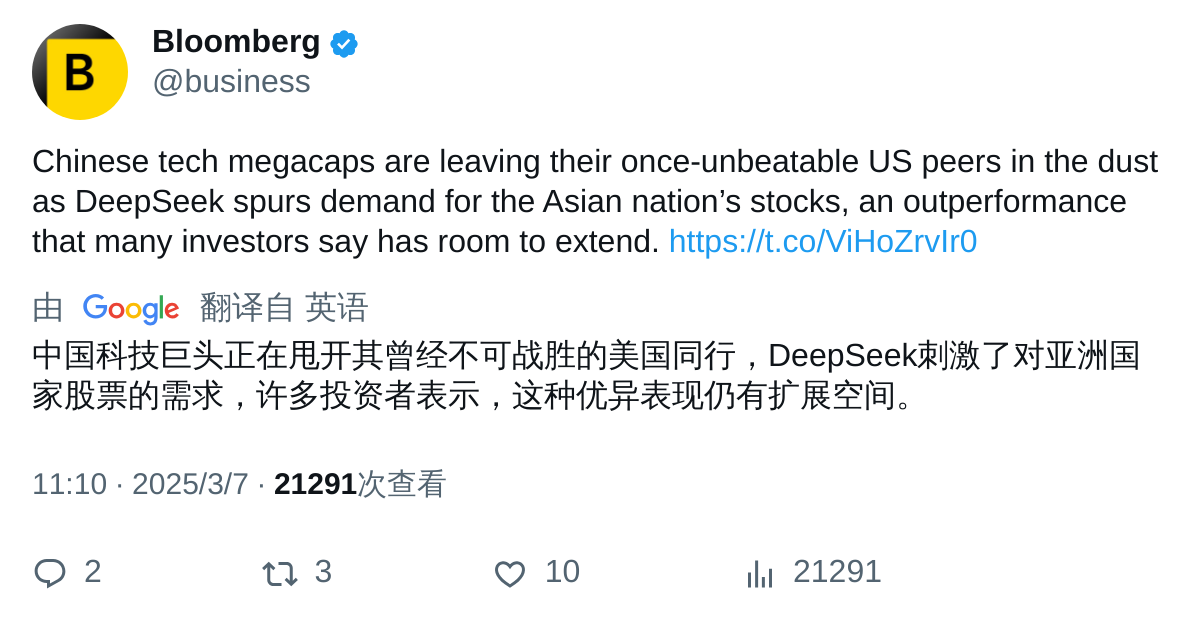 B
Bloomberg
@business
Chinese tech megacaps are leaving their once-unbeatable US peers in the dust
as DeepSeek spurs demand for the Asian nation’s stocks, an outperformance
that many investors say has room to extend. https://t.co/ViHoZrvIr0
由 Google 翻译自 英语
中国科技巨头正在甩开其曾经不可战胜的美国同行，DeepSeek刺激了对亚洲国
家股票的需求，许多投资者表示，这种优异表现仍有扩展空间。
11:10 · 2025/3/7 · 21291次查看
2 3 10 21291